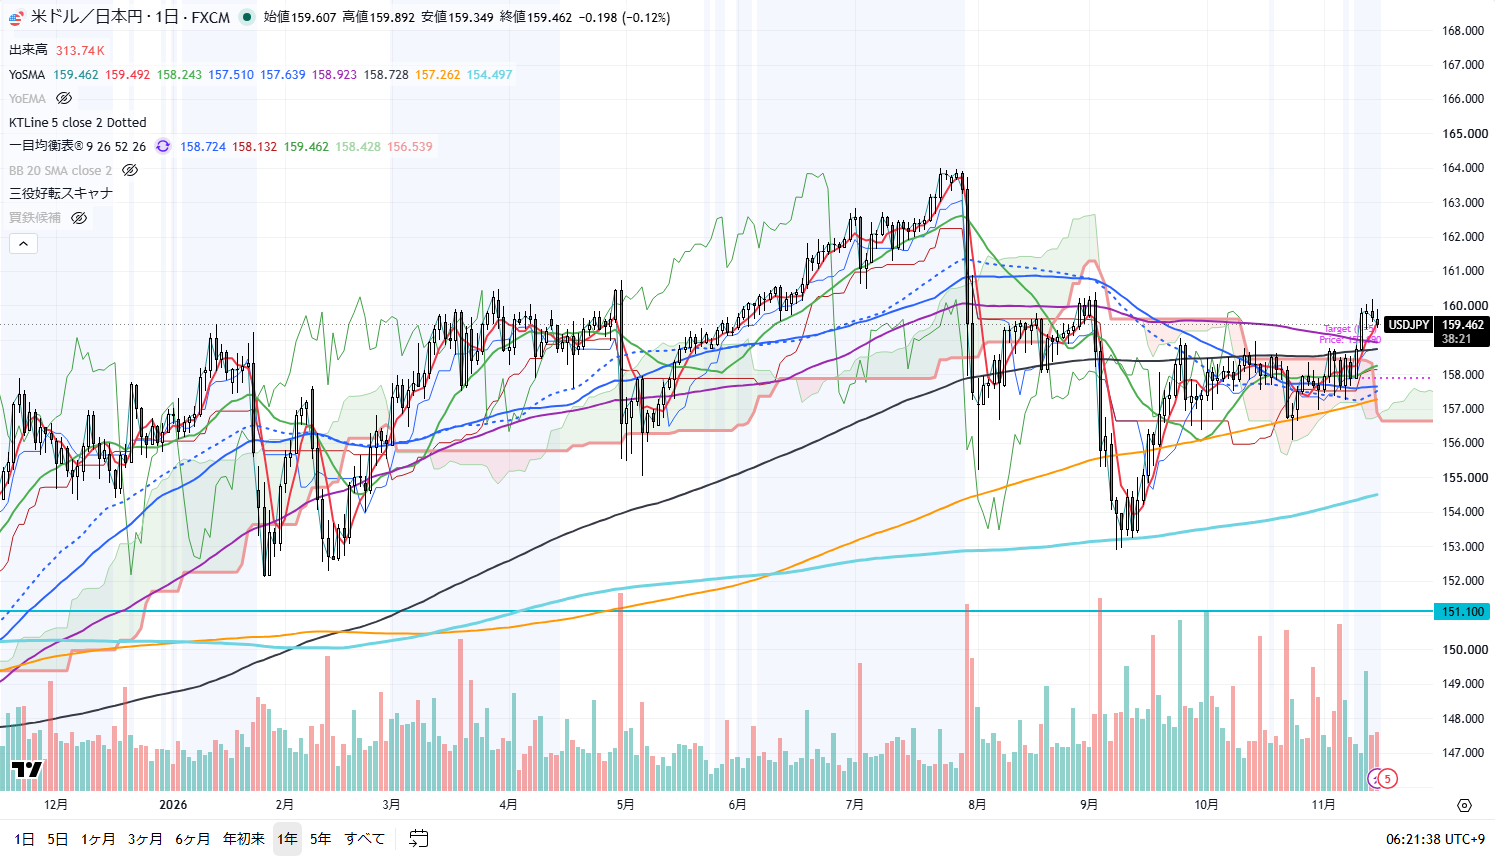 米ドル／日本円 · 1日 · FXCM 始値159.607 高値159.892 安値159.349 終値159.462 −0.198 (−0.12%)
出来高 313.74 K
YoSMA 159.462 159.492 158.243 157.510 157.639 158.923 158.728 157.262 154.497
YoEMA
KTLine 5 close 2 Dotted
一目均衡表® 9 26 52 26 158.724 158.132 159.462 158.428 156.539
BB 20 SMA close 2
三役好転スキャナ
買鉄候補
168.000
167.000
166.000
165.000
164.000
163.000
162.000
161.000
160.000
Target
USDJPY 159.462
38:21
Price:
158.000
157.000
156.000
155.000
154.000
153.000
152.000
151.100
150.000
149.000
148.000
147.000
5
12月 2026 2月 3月 4月 5月 6月 7月 8月 9月 10月 11月
1日 5日 1ヶ月 3ヶ月 6ヶ月 年初来 1年 5年 すべて
06:21:38 UTC+9